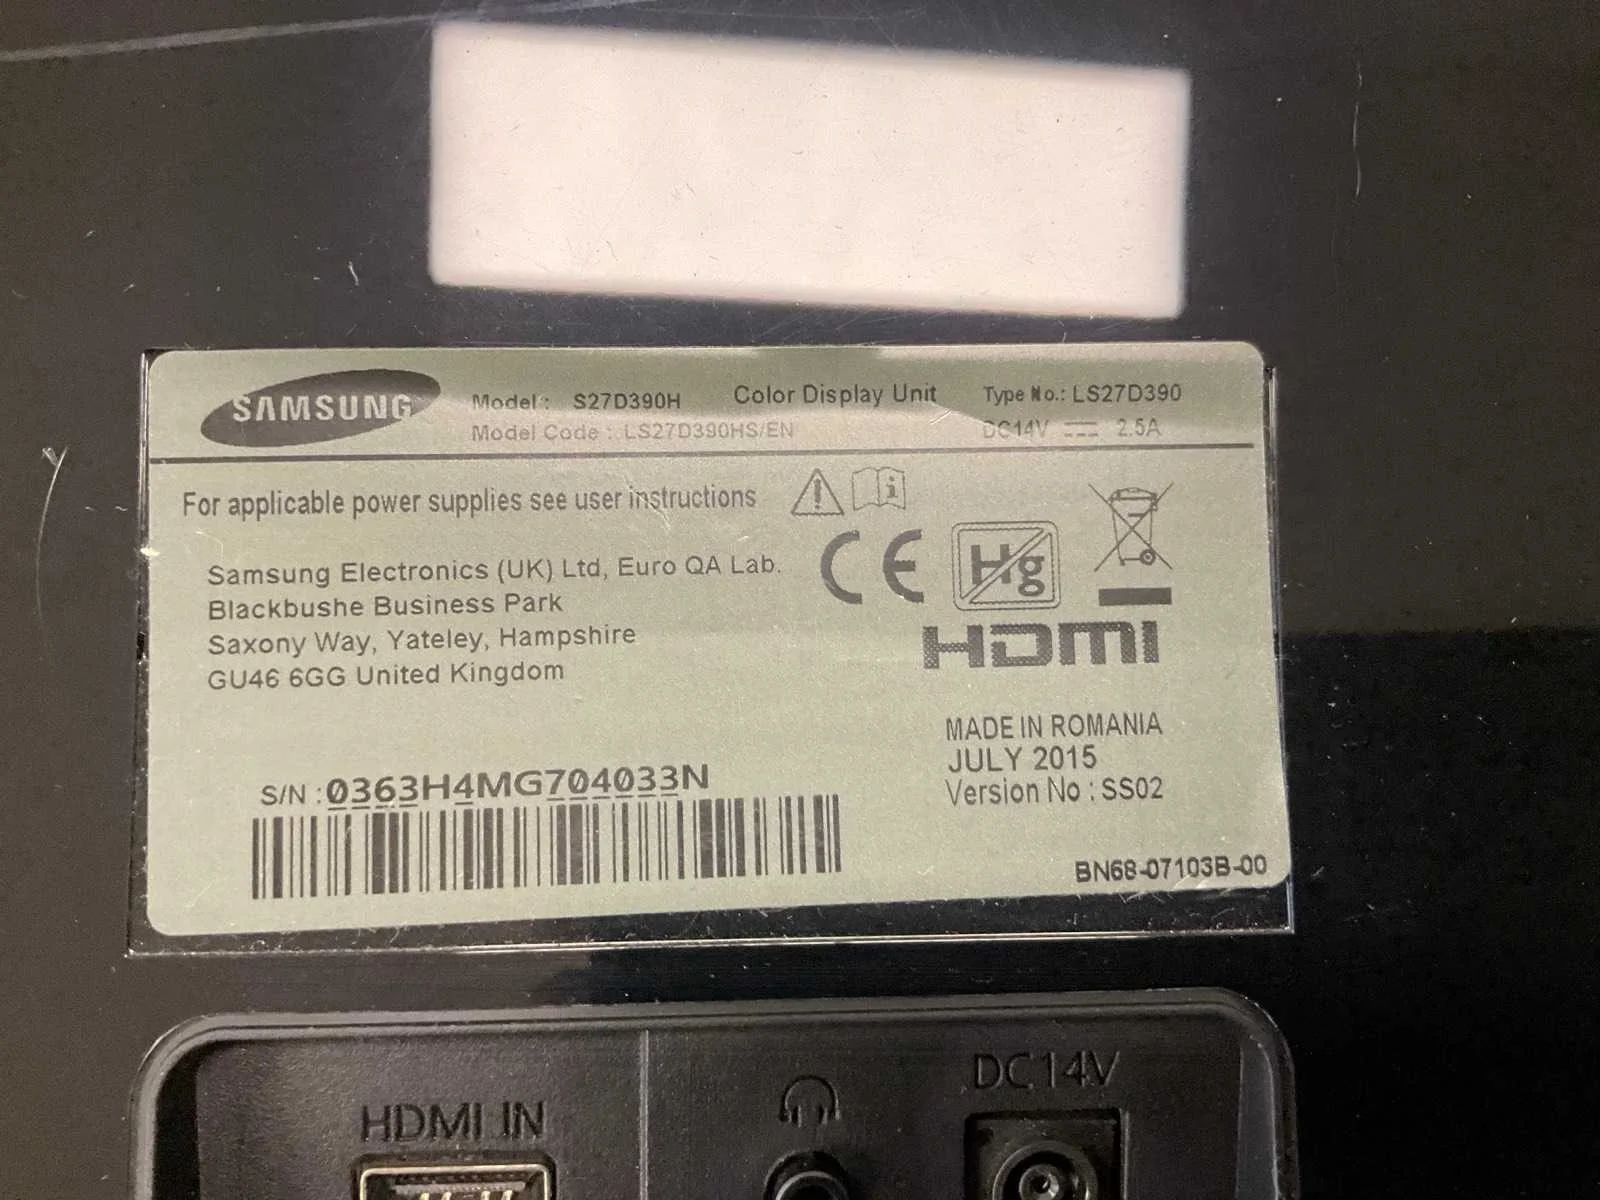 SAMSUNG Model : S27D390H Color Display Unit Type No.: LS27D390
Model Code : LS27D390HS/EN DC14V 2.5A
For applicable power supplies see user instructions
Samsung Electronics (UK) Ltd, Euro QA Lab.
Blackbushe Business Park
Saxony Way, Yateley, Hampshire
GU46 6GG United Kingdom
CE Hg
HDMI
MADE IN ROMANIA
JULY 2015
Version No : SS02
S/N : 0363H4MG704033N
BN68-07103B-00
HDMI IN
DC14V